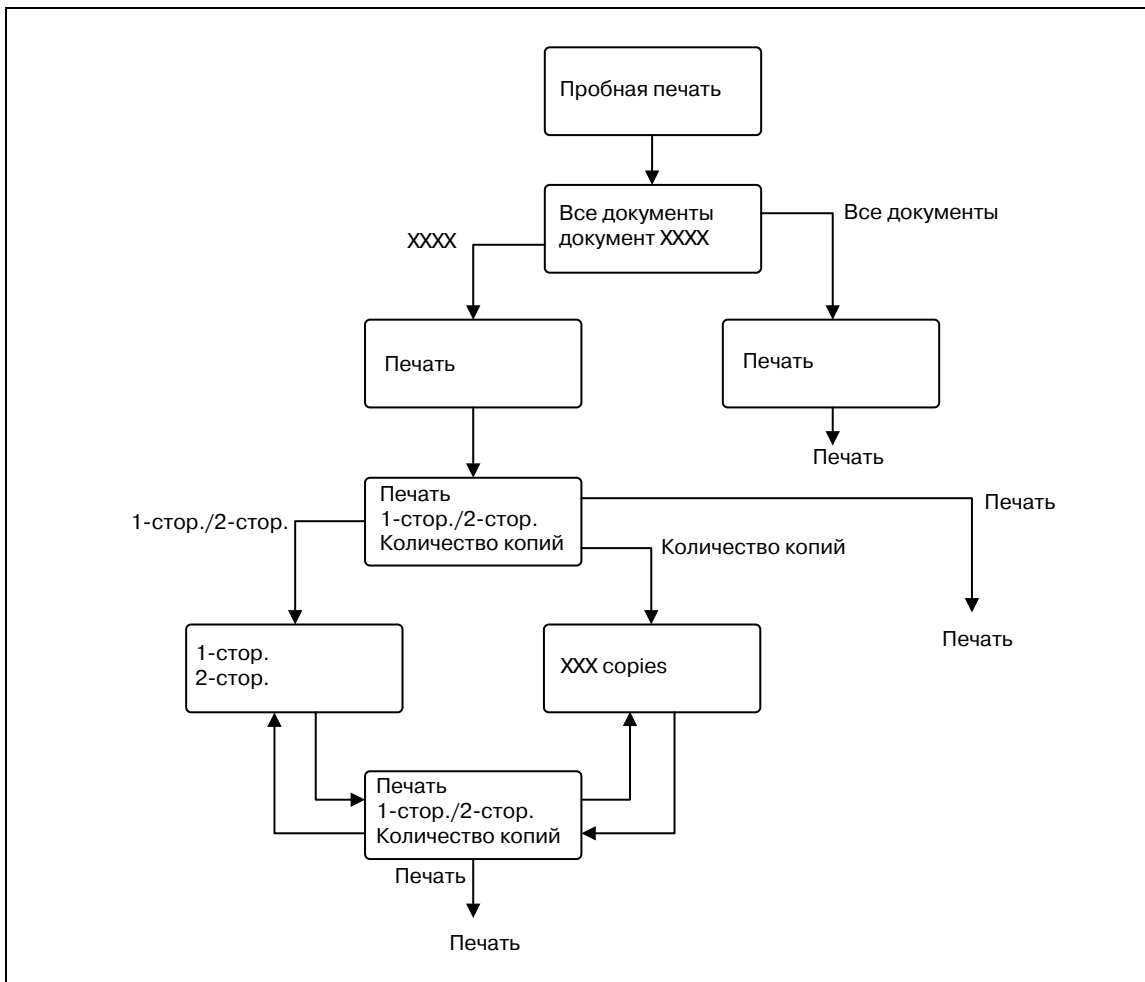 Пробная печать
Все документы
документ XXXX
Все документы
XXXX
Печать
Печать
Печать
Печать
1-стор./2-стор.
Количество копий
Печать
1-стор./2-стор.
Количество копий
Печать
1-стор.
2-стор.
XXX copies
Печать
1-стор./2-стор.
Количество копий
Печать
Печать